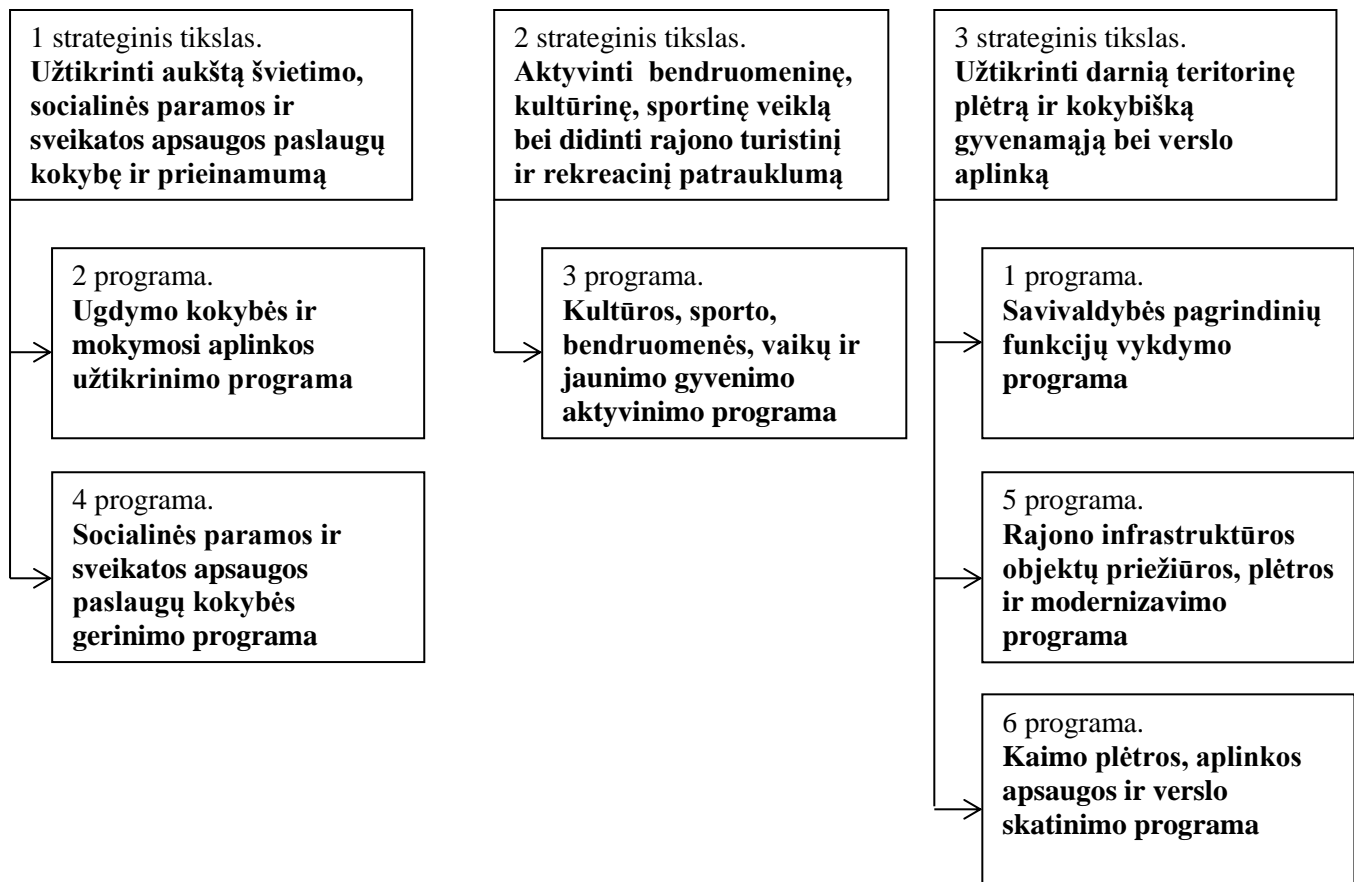 1 strateginis tikslas.
Užtikrinti aukštą švietimo,
socialinės paramos ir
sveikatos apsaugos paslaugų
kokybę ir prieinamumą
2 programa.
Ugdymo kokybės ir
mokymosi aplinkos
užtikrinimo programa
4 programa.
Socialinės paramos ir
sveikatos apsaugos
paslaugų kokybės
gerinimo programa
2 strateginis tikslas.
Aktyvinti bendruomeninę,
kultūrinę, sportinę veiklą
bei didinti rajono turistinį
ir rekreacinį patrauklumą
3 programa.
Kultūros, sporto,
bendruomenės, vaikų ir
jaunimo gyvenimo
aktyvinimo programa
3 strateginis tikslas.
Užtikrinti darnią teritorinę
plėtrą ir kokybišką
gyvenamąją bei verslo
aplinką
1 programa.
Savivaldybės pagrindinių
funkcijų vykdymo
programa
5 programa.
Rajono infrastruktūros
objektų priežiūros, plėtros
ir modernizavimo
programa
6 programa.
Kaimo plėtros, aplinkos
apsaugos ir verslo
skatinimo programa